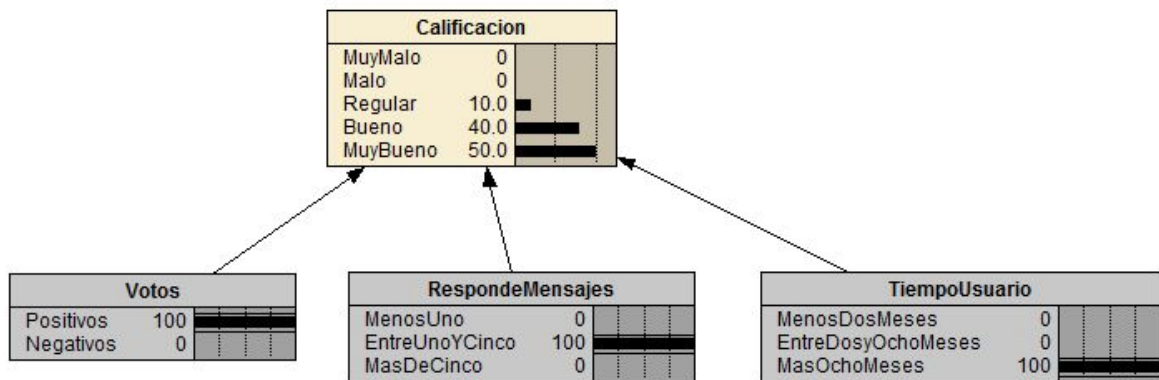 Calificacion
MuyMalo 0
Malo 0
Regular 10.0
Bueno 40.0
MuyBueno 50.0
Votos
Positivos 100
Negativos 0
RespondeMensajes
MenosUno 0
EntreUnoYCinco 100
MasDeCinco 0
TiempoUsuario
MenosDosMeses 0
EntreDosyOchoMeses 0
MasOchoMeses 100